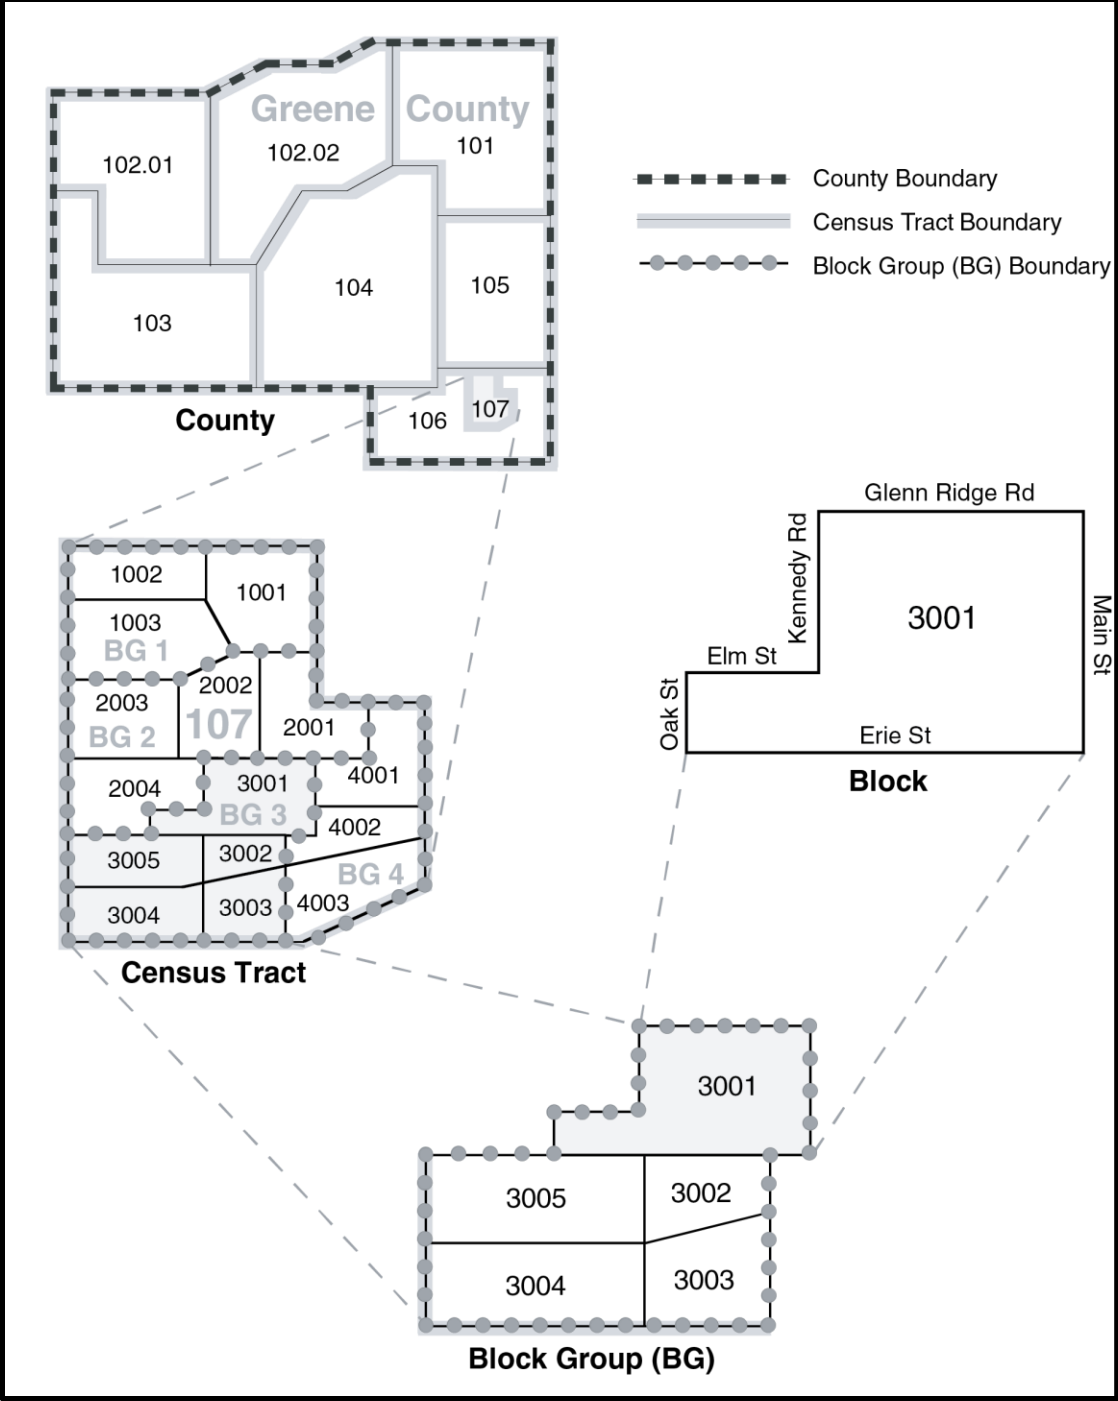 Greene County
102.01
102.02
101
103
104
105
106
107
County
County Boundary
Census Tract Boundary
Block Group (BG) Boundary
Glenn Ridge Rd
Kennedy Rd
3001
Main St
Elm St
Oak St
Erie St
Block
1002
1001
1003
BG 1
2003
2002
BG 2
107
2001
2004
3001
4001
BG 3
4002
3005
3002
BG 4
3004
3003
4003
Census Tract
3001
3005
3002
3004
3003
Block Group (BG)